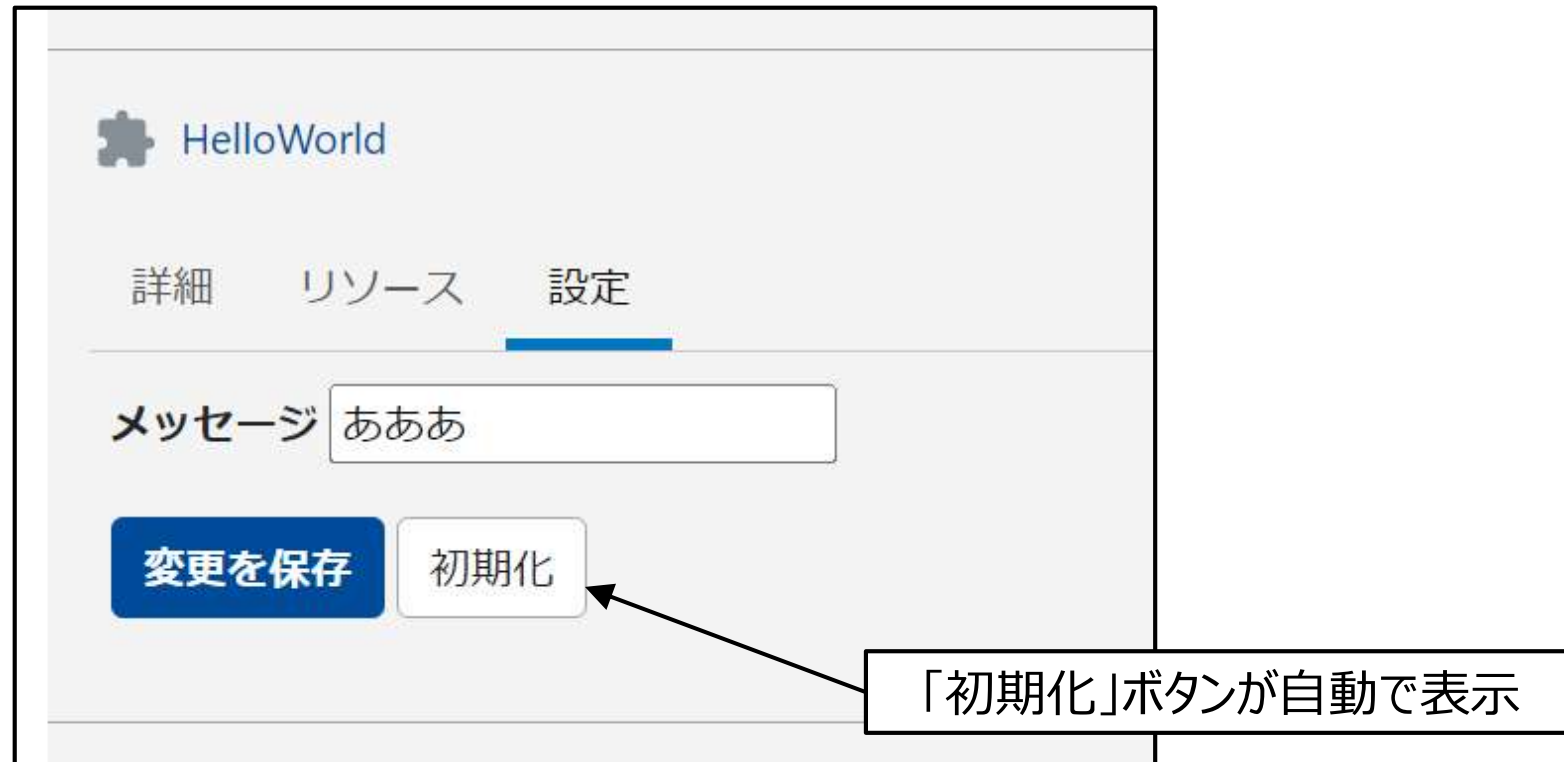 HelloWorld
詳細 リソース 設定
メッセージ あああ
変更を保存 初期化
「初期化」ボタンが自動で表示